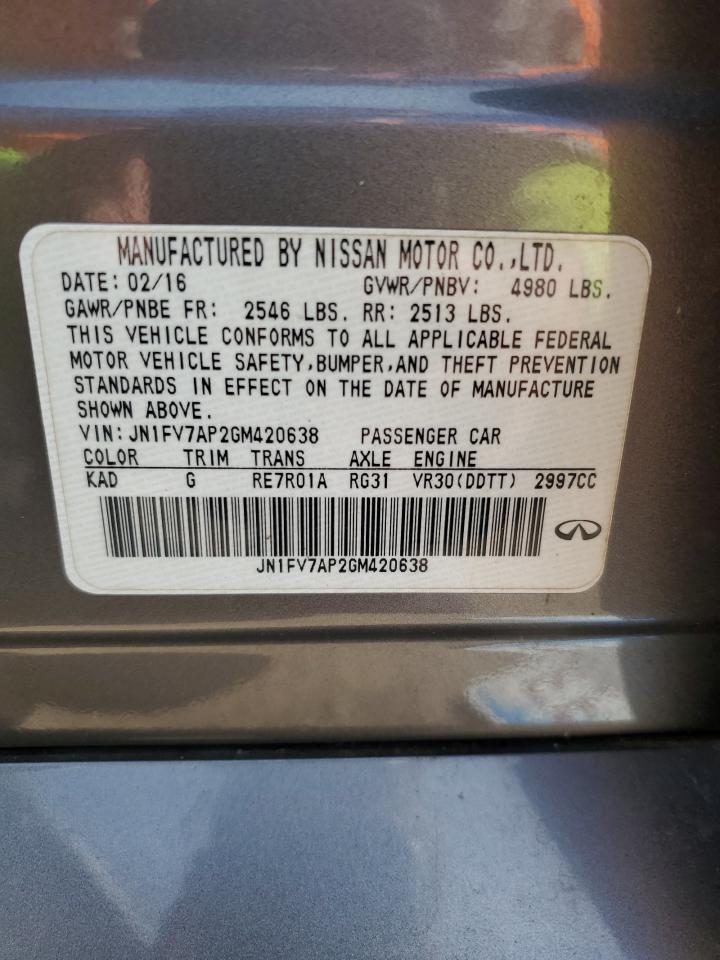 MANUFACTURED BY NISSAN MOTOR CO.,LTD.
DATE: 02/16 GVWR/PNBV: 4980 LBS.
GAWR/PNBE FR: 2546 LBS. RR: 2513 LBS.
THIS VEHICLE CONFORMS TO ALL APPLICABLE FEDERAL
MOTOR VEHICLE SAFETY,BUMPER,AND THEFT PREVENTION
STANDARDS IN EFFECT ON THE DATE OF MANUFACTURE
SHOWN ABOVE.
VIN: JN1FV7AP2GM420638 PASSENGER CAR
COLOR TRIM TRANS AXLE ENGINE
KAD G RE7R01A RG31 VR30(DDTT) 2997CC
JN1FV7AP2GM420638